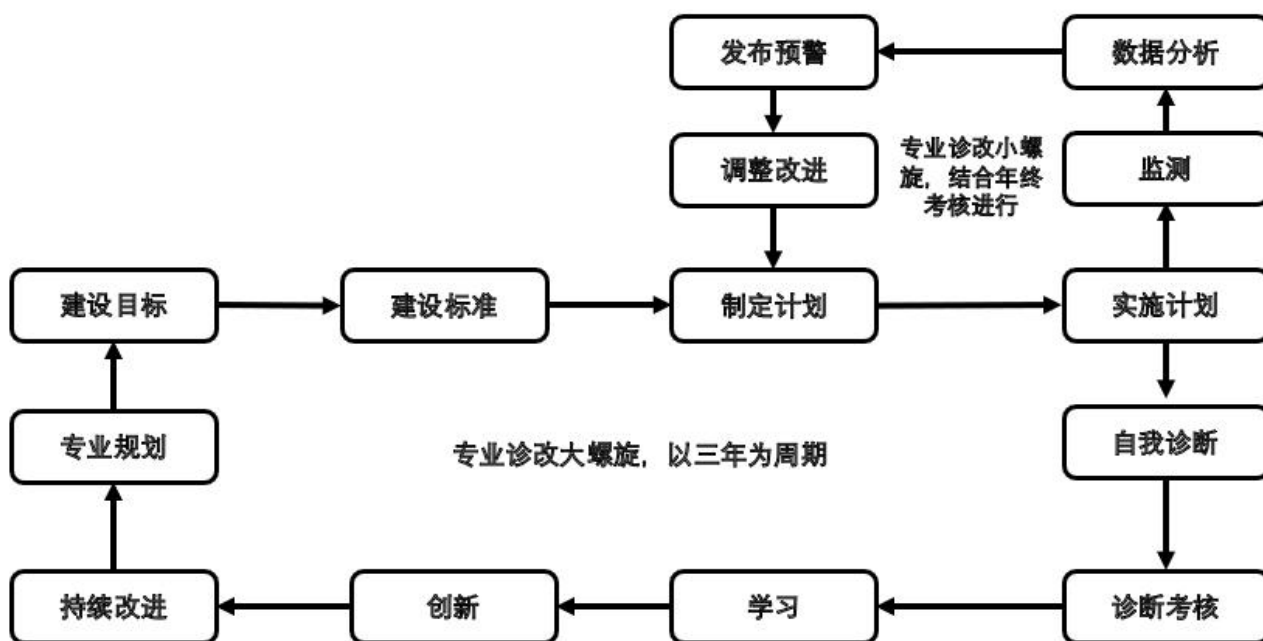 发布预警
数据分析
调整改进
专业诊改小螺
旋，结合年终
考核进行
监测
建设目标
建设标准
制定计划
实施计划
专业规划
专业诊改大螺旋，以三年为周期
自我诊断
持续改进
创新
学习
诊断考核